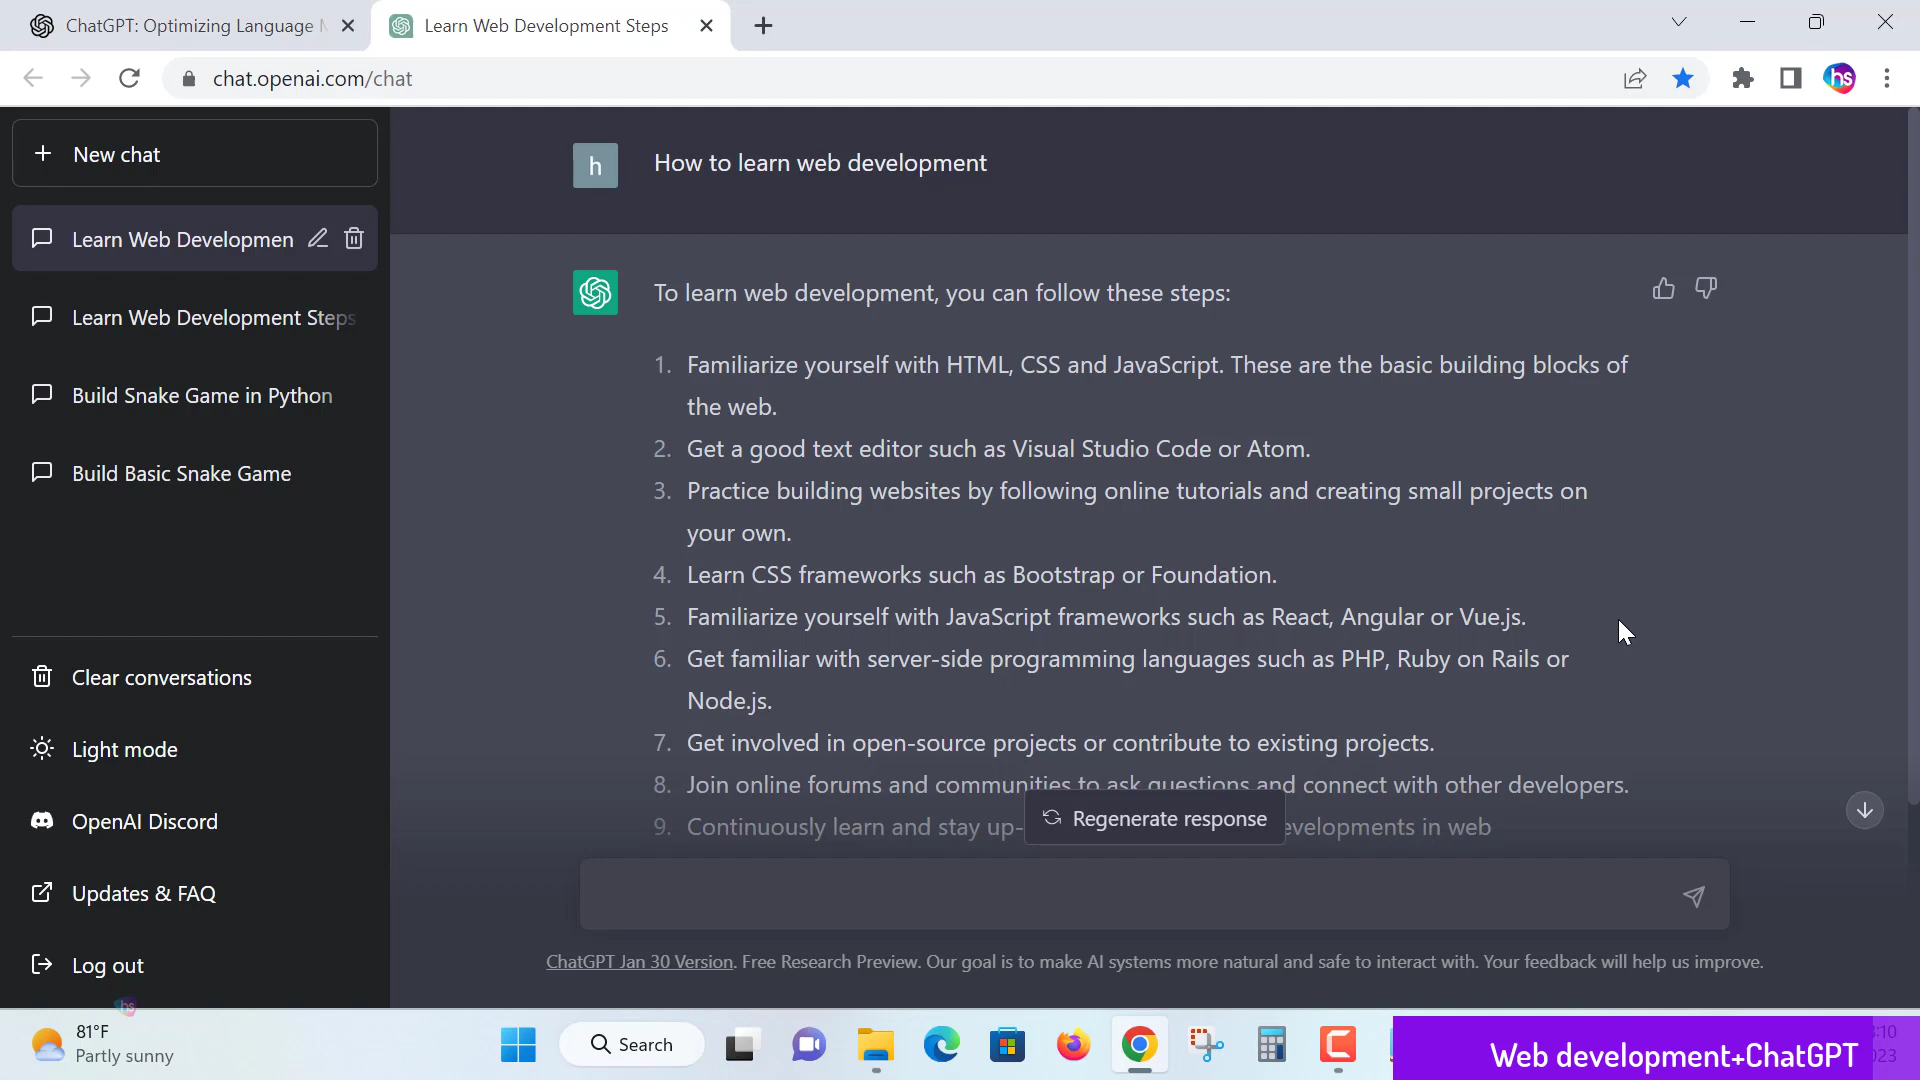 ChatGPT: Optimizing Language
Learn Web Development Steps
chat.openai.com/chat
hs
New chat
Learn Web Developmen
Learn Web Development Steps
Build Snake Game in Python
Build Basic Snake Game
Clear conversations
Light mode
OpenAI Discord
Updates & FAQ
Log out
hs
h
How to learn web development
To learn web development, you can follow these steps:
1. Familiarize yourself with HTML, CSS and JavaScript. These are the basic building blocks of
the web.
2. Get a good text editor such as Visual Studio Code or Atom.
3. Practice building websites by following online tutorials and creating small projects on
your own.
4. Learn CSS frameworks such as Bootstrap or Foundation.
5. Familiarize yourself with JavaScript frameworks such as React, Angular or Vue.js.
6. Get familiar with server-side programming languages such as PHP, Ruby on Rails or
Node.js.
7. Get involved in open-source projects or contribute to existing projects.
8. Join online forums and communities to ask questions and connect with other developers.
9. Continuously learn and stay up- evelopments in web
Regenerate response
ChatGPT Jan 30 Version. Free Research Preview. Our goal is to make AI systems more natural and safe to interact with. Your feedback will help us improve.
81°F
Partly sunny
Search
Web development+ChatGPT